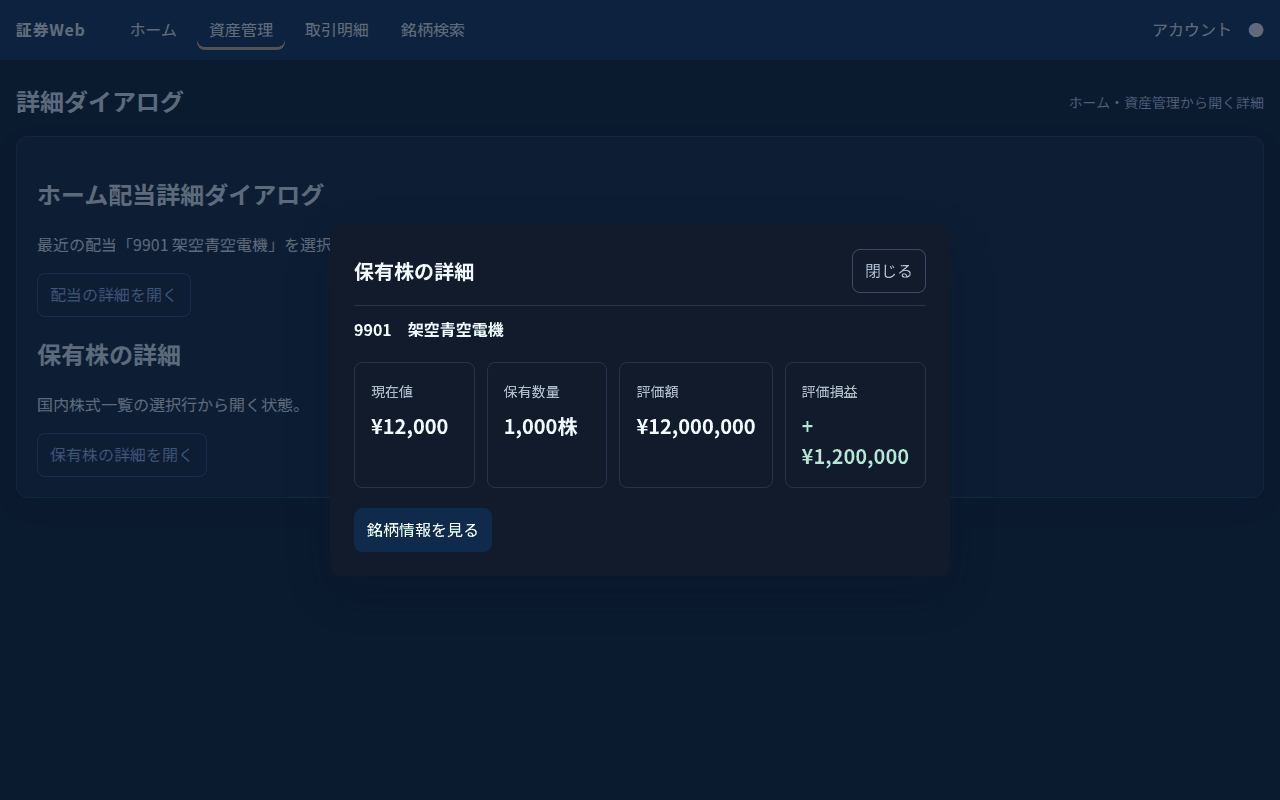 証券Web
ホーム
資産管理
取引明細
銘柄検索
アカウント
詳細ダイアログ
ホーム・資産管理から開く詳細
ホーム配当詳細ダイアログ
最近の配当「9901 架空青空電機」を選択
配当の詳細を開く
保有株の詳細
国内株式一覧の選択行から開く状態。
保有株の詳細を開く
保有株の詳細
閉じる
9901　架空青空電機
現在値
¥12,000
保有数量
1,000株
評価額
¥12,000,000
評価損益
+
¥1,200,000
銘柄情報を見る